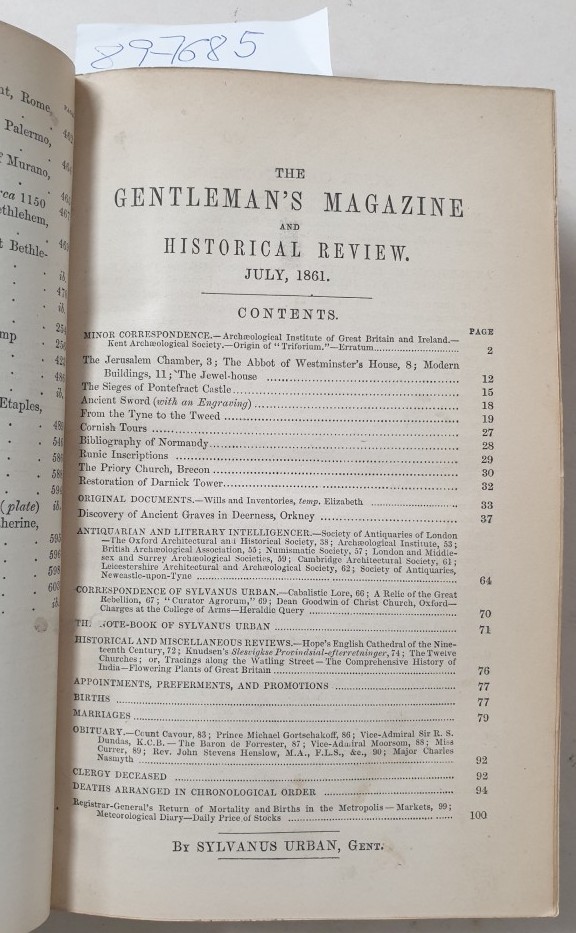 89-7685
nt, Rome,
Palermo,
f Murano,
rca 1150
ethlehem,
t Bethle-
ib.
ib.
mp
ib.
Etaples,
(plate) ib.
therine,
ib.
THE
GENTLEMAN'S MAGAZINE
AND
HISTORICAL REVIEW.
JULY, 1861.
CONTENTS.
PAGE
MINOR CORRESPONDENCE.—Archæological Institute of Great Britain and Ireland.—
Kent Archæological Society.—Origin of "Triforium."—Erratum 2
The Jerusalem Chamber, 3; The Abbot of Westminster's House, 8; Modern
Buildings, 11; The Jewel-house 12
The Sieges of Pontefract Castle 15
Ancient Sword (with an Engraving) 18
From the Tyne to the Tweed 19
Cornish Tours 27
Bibliography of Normandy 28
Runic Inscriptions 29
The Priory Church, Brecon 30
Restoration of Darnick Tower 32
ORIGINAL DOCUMENTS.—Wills and Inventories, temp. Elizabeth 33
Discovery of Ancient Graves in Deerness, Orkney 37
ANTIQUARIAN AND LITERARY INTELLIGENCER.—Society of Antiquaries of London
—The Oxford Architectural and Historical Society, 38; Archæological Institute, 53;
British Archæological Association, 55; Numismatic Society, 57; London and Middle-
sex and Surrey Archæological Societies, 59; Cambridge Architectural Society, 61;
Leicestershire Architectural and Archæological Society, 62; Society of Antiquaries,
Newcastle-upon-Tyne 64
CORRESPONDENCE OF SYLVANUS URBAN.—Cabalistic Lore, 66; A Relic of the Great
Rebellion, 67; "Curator Agrorum," 69; Dean Goodwin of Christ Church, Oxford—
Charges at the College of Arms—Heraldic Query 70
THE NOTE-BOOK OF SYLVANUS URBAN 71
HISTORICAL AND MISCELLANEOUS REVIEWS.—Hope's English Cathedral of the Nine-
teenth Century, 72; Knudsen's Slesvigkse Provindsial-efterretninger, 74; The Twelve
Churches; or, Tracings along the Watling Street—The Comprehensive History of
India—Flowering Plants of Great Britain 76
APPOINTMENTS, PREFERMENTS, AND PROMOTIONS 77
BIRTHS 77
MARRIAGES 79
OBITUARY.—Count Cavour, 83; Prince Michael Gortschakoff, 86; Vice-Admiral Sir R. S.
Dundas, K.C.B.—The Baron de Forrester, 87; Vice-Admiral Moorsom, 88; Miss
Currer, 89; Rev. John Stevens Henslow, M.A., F.L.S., &c., 90; Major Charles
Nasmyth 92
CLERGY DECEASED 92
DEATHS ARRANGED IN CHRONOLOGICAL ORDER 94
Registrar-General's Return of Mortality and Births in the Metropolis—Markets, 99;
Meteorological Diary—Daily Price of Stocks 100
By SYLVANUS URBAN, GENT.